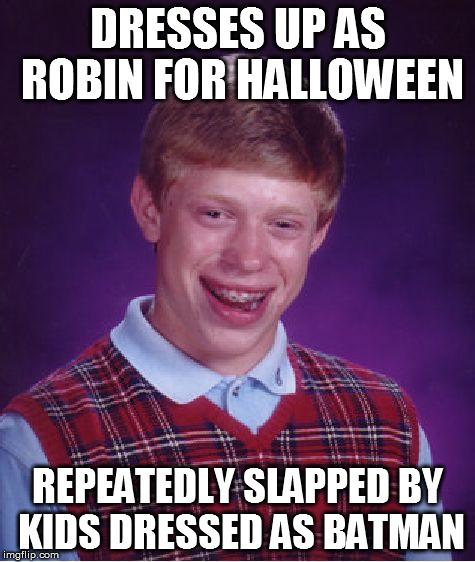 DRESSES UP AS
ROBIN FOR HALLOWEEN
REPEATEDLY SLAPPED BY
KIDS DRESSED AS BATMAN
imgflip.com